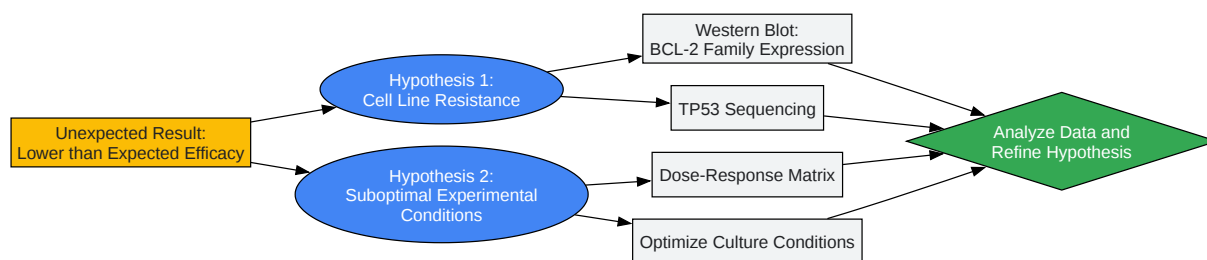 Unexpected Result:
Lower than Expected Efficacy
Hypothesis 1:
Cell Line Resistance
Hypothesis 2:
Suboptimal Experimental
Conditions
Western Blot:
BCL-2 Family Expression
TP53 Sequencing
Dose-Response Matrix
Optimize Culture Conditions
Analyze Data and
Refine Hypothesis